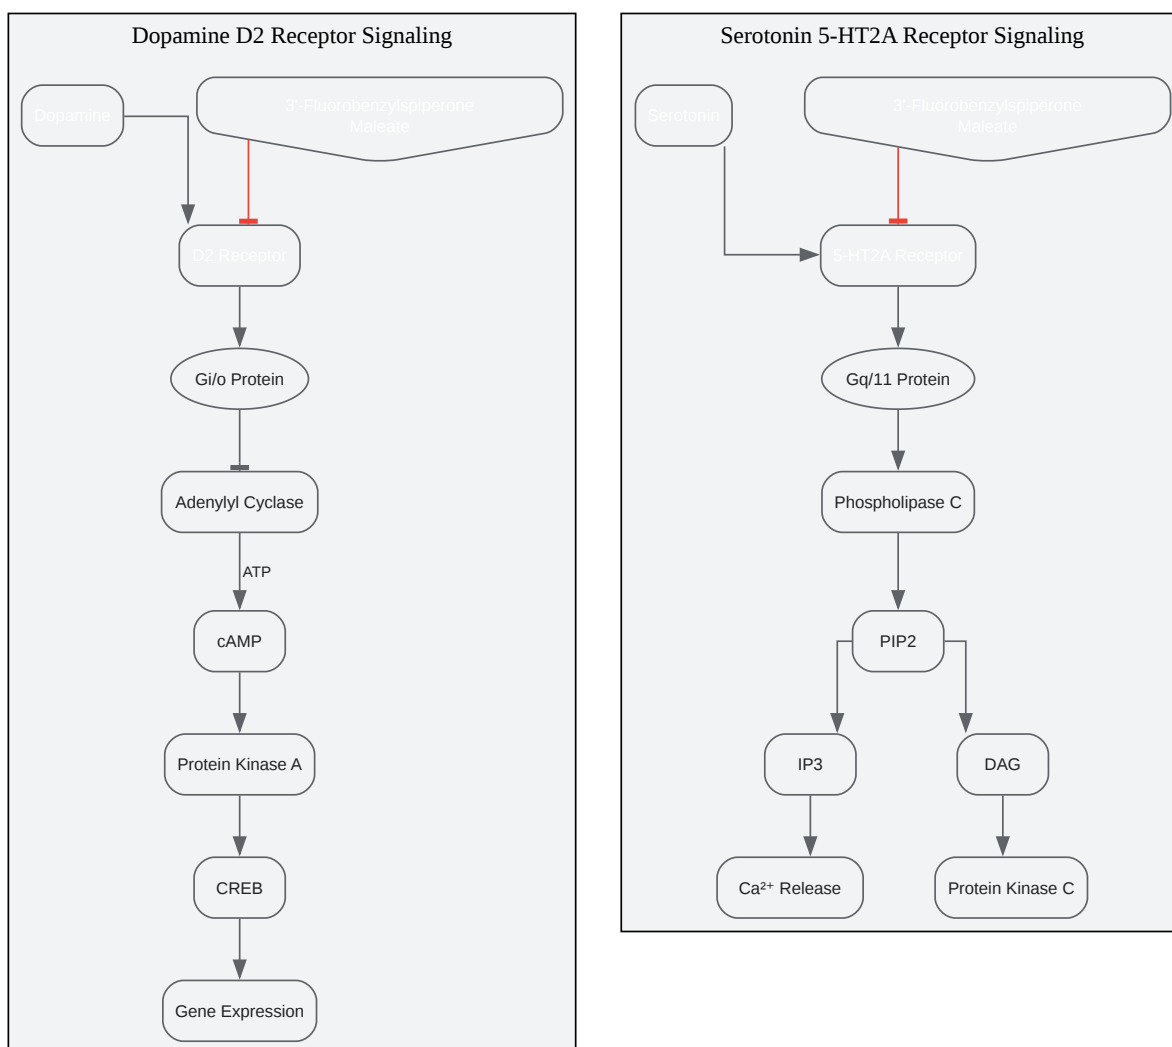 Dopamine D2 Receptor Signaling
Dopamine
3'-Fluorobenzylspiperone
Maleate
D2 Receptor
Gi/o Protein
Adenylyl Cyclase
ATP
cAMP
Protein Kinase A
CREB
Gene Expression
Serotonin 5-HT2A Receptor Signaling
Serotonin
3'-Fluorobenzylspiperone
Maleate
5-HT2A Receptor
Gq/11 Protein
Phospholipase C
PIP2
IP3
DAG
Ca²⁺ Release
Protein Kinase C